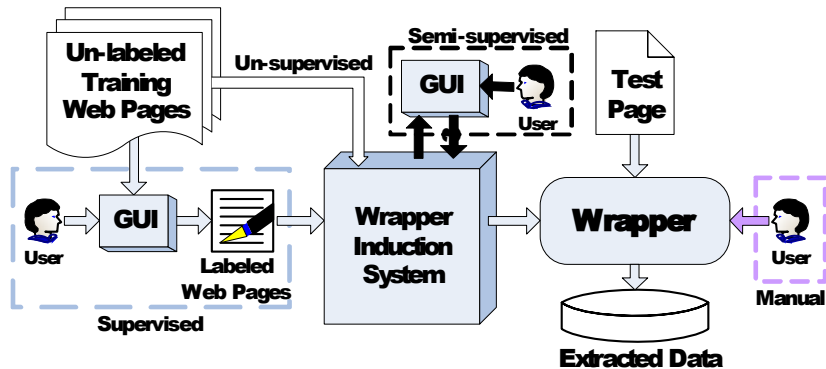 Un-labeled
Training
Web Pages
Un-supervised
Semi-supervised
GUI
User
Test
Page
User
GUI
Labeled
Web Pages
Supervised
Wrapper
Induction
System
Wrapper
User
Manual
Extracted Data